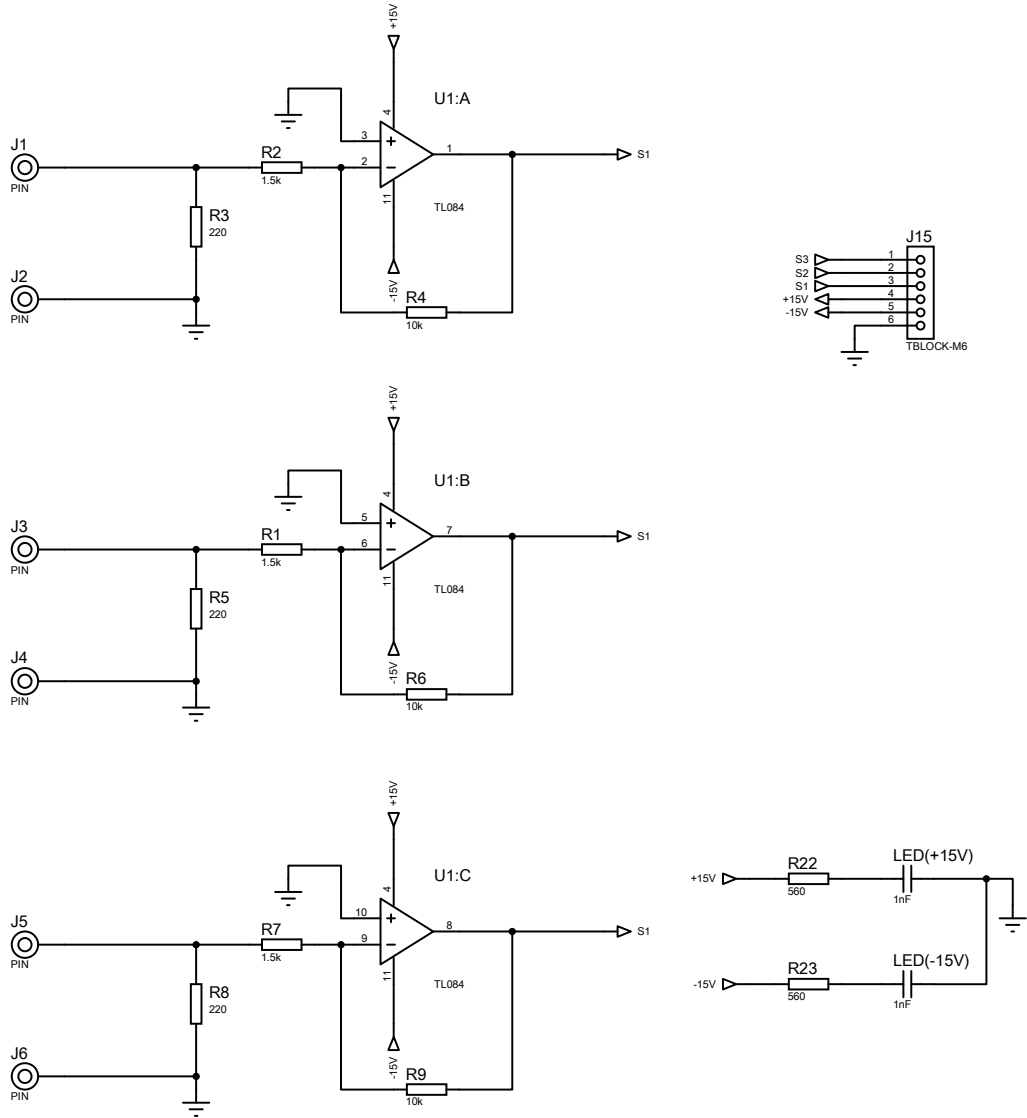 +15V
U1:A
4
3
+
2
−
1
11
TL084
-15V
S1
J1
PIN
R2
1.5k
R3
220
J2
PIN
R4
10k
J15
S3
1
S2
2
S1
3
+15V
4
-15V
5
6
TBLOCK-M6
+15V
U1:B
4
5
+
6
−
7
11
TL084
-15V
S1
J3
PIN
R1
1.5k
R5
220
J4
PIN
R6
10k
+15V
U1:C
4
10
+
9
−
8
11
TL084
-15V
S1
J5
PIN
R7
1.5k
R8
220
J6
PIN
R9
10k
+15V
R22
560
LED(+15V)
1nF
-15V
R23
560
LED(-15V)
1nF